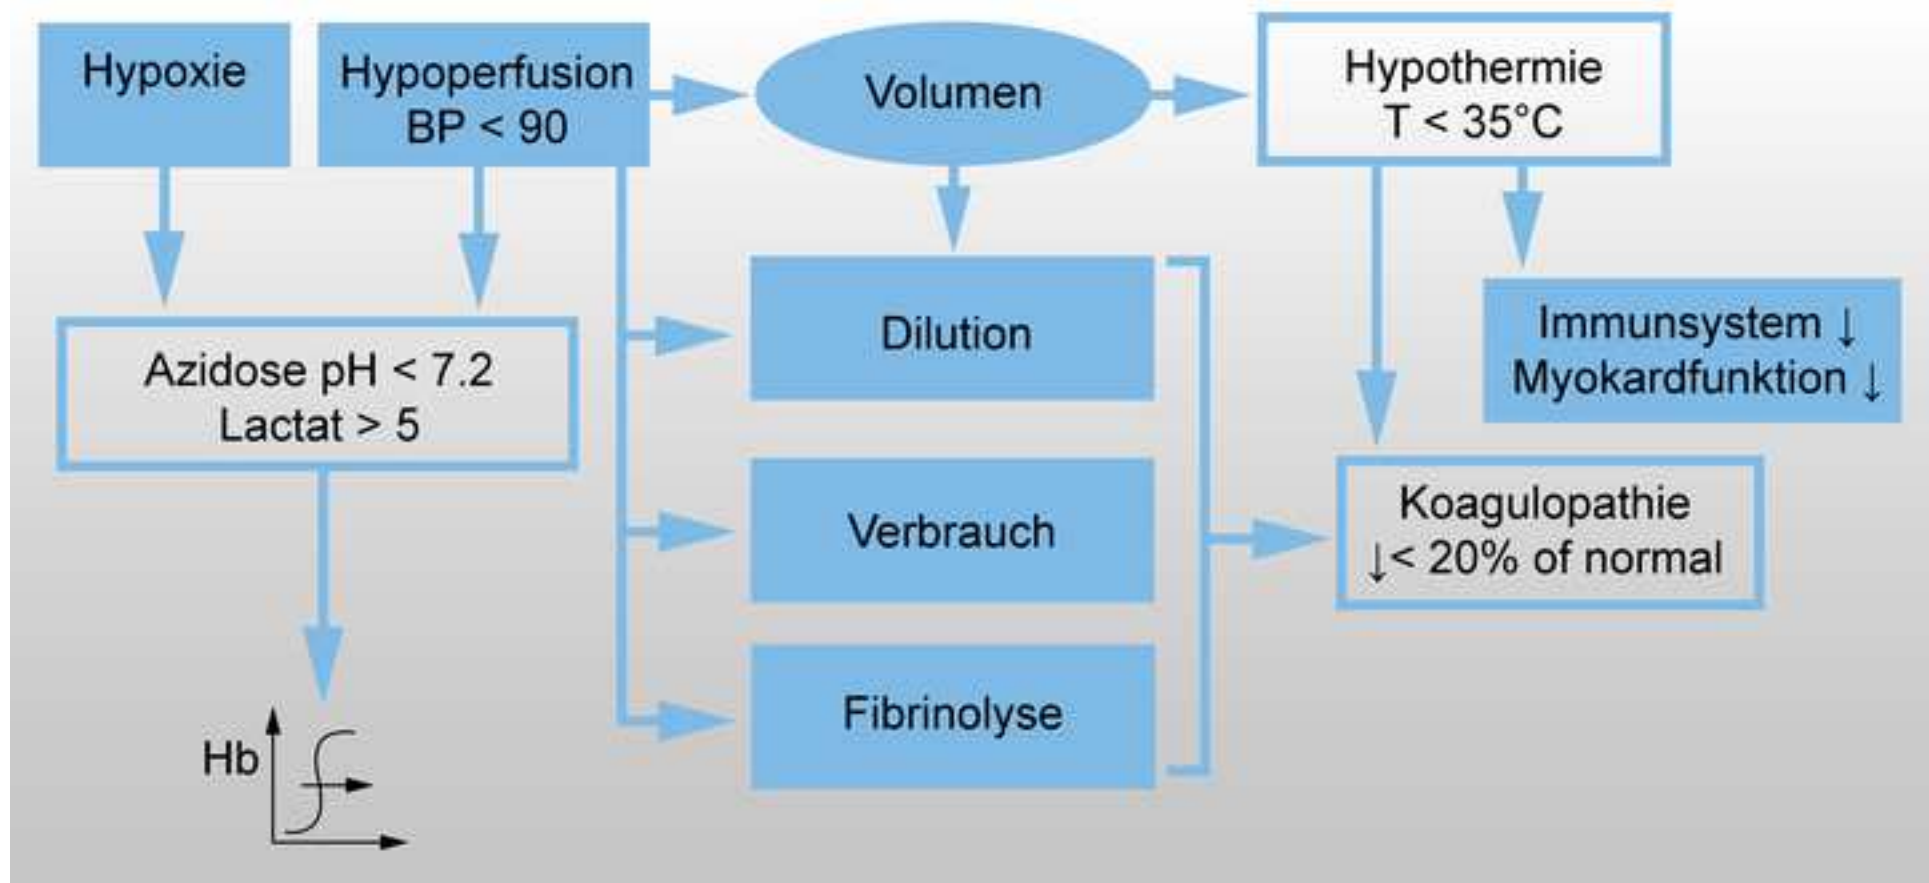 Hypoxie
Hypoperfusion
BP < 90
Volumen
Hypothermie
T < 35°C
Azidose pH < 7.2
Lactat > 5
Dilution
Immunsystem ↓
Myokardfunktion ↓
Verbrauch
Koagulopathie
↓< 20% of normal
Fibrinolyse
Hb